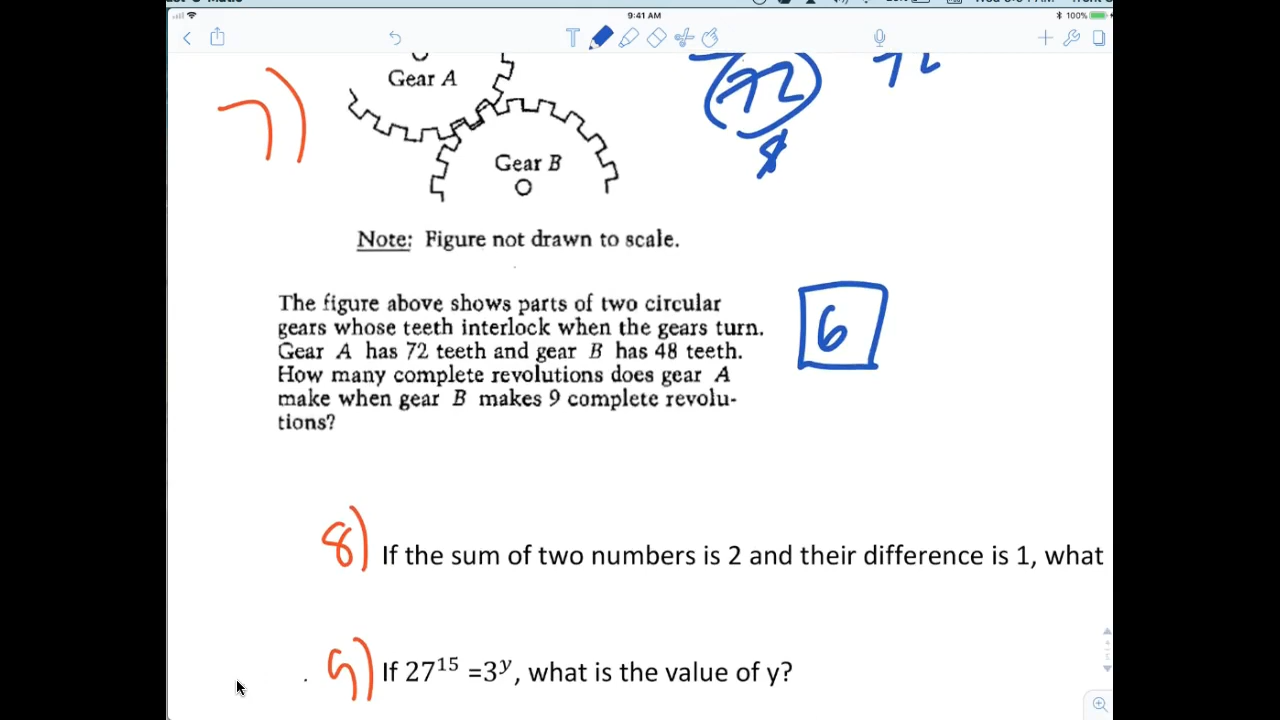 9:41 AM
100%
T
Gear A
7)
72
72
8
Gear B
Note: Figure not drawn to scale.
The figure above shows parts of two circular
gears whose teeth interlock when the gears turn.
Gear A has 72 teeth and gear B has 48 teeth.
How many complete revolutions does gear A
make when gear B makes 9 complete revolu-
tions?
6
8) If the sum of two numbers is 2 and their difference is 1, what
9) If 27¹⁵ =3ʸ, what is the value of y?